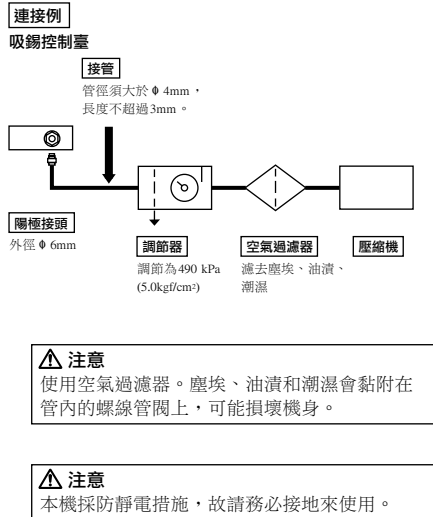 連接例
吸錫控制臺
接管
管徑須大於 Φ 4mm，
長度不超過3mm。
陽極接頭
外徑 Φ 6mm
調節器
調節為490 kPa
(5.0kgf/cm²)
空氣過濾器
濾去塵埃、油漬、
潮濕
壓縮機
注意
使用空氣過濾器。塵埃、油漬和潮濕會黏附在
管內的螺線管閥上，可能損壞機身。
注意
本機採防靜電措施，故請務必接地來使用。